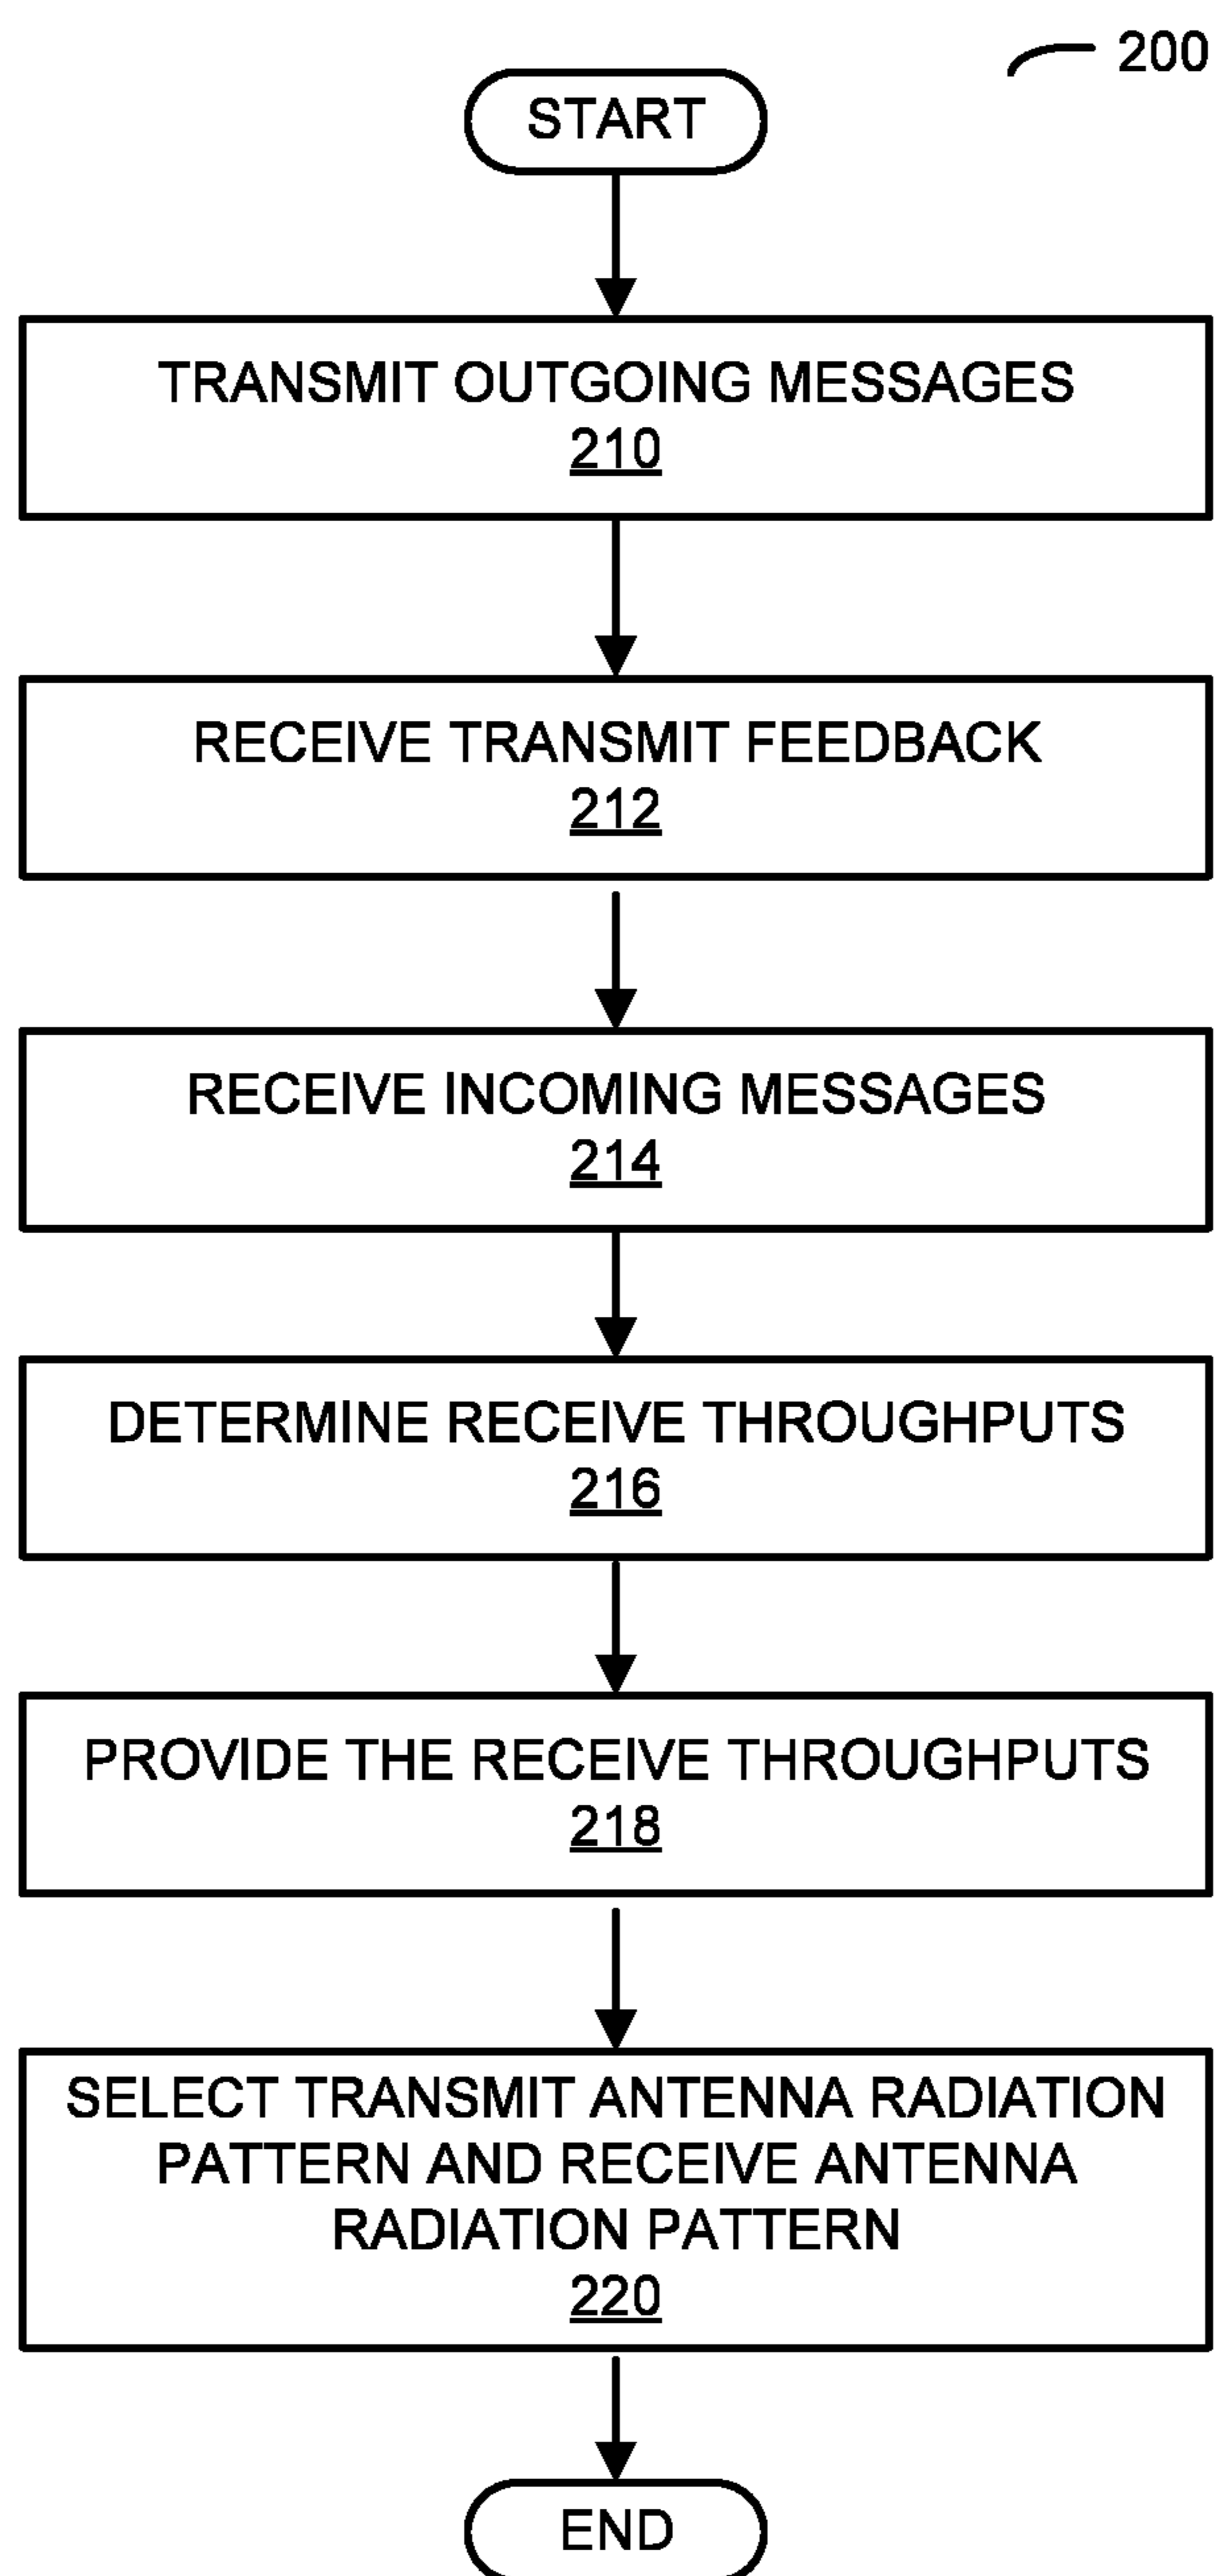 200
START
TRANSMIT OUTGOING MESSAGES
210
RECEIVE TRANSMIT FEEDBACK
212
RECEIVE INCOMING MESSAGES
214
DETERMINE RECEIVE THROUGHPUTS
216
PROVIDE THE RECEIVE THROUGHPUTS
218
SELECT TRANSMIT ANTENNA RADIATION
PATTERN AND RECEIVE ANTENNA
RADIATION PATTERN
220
END